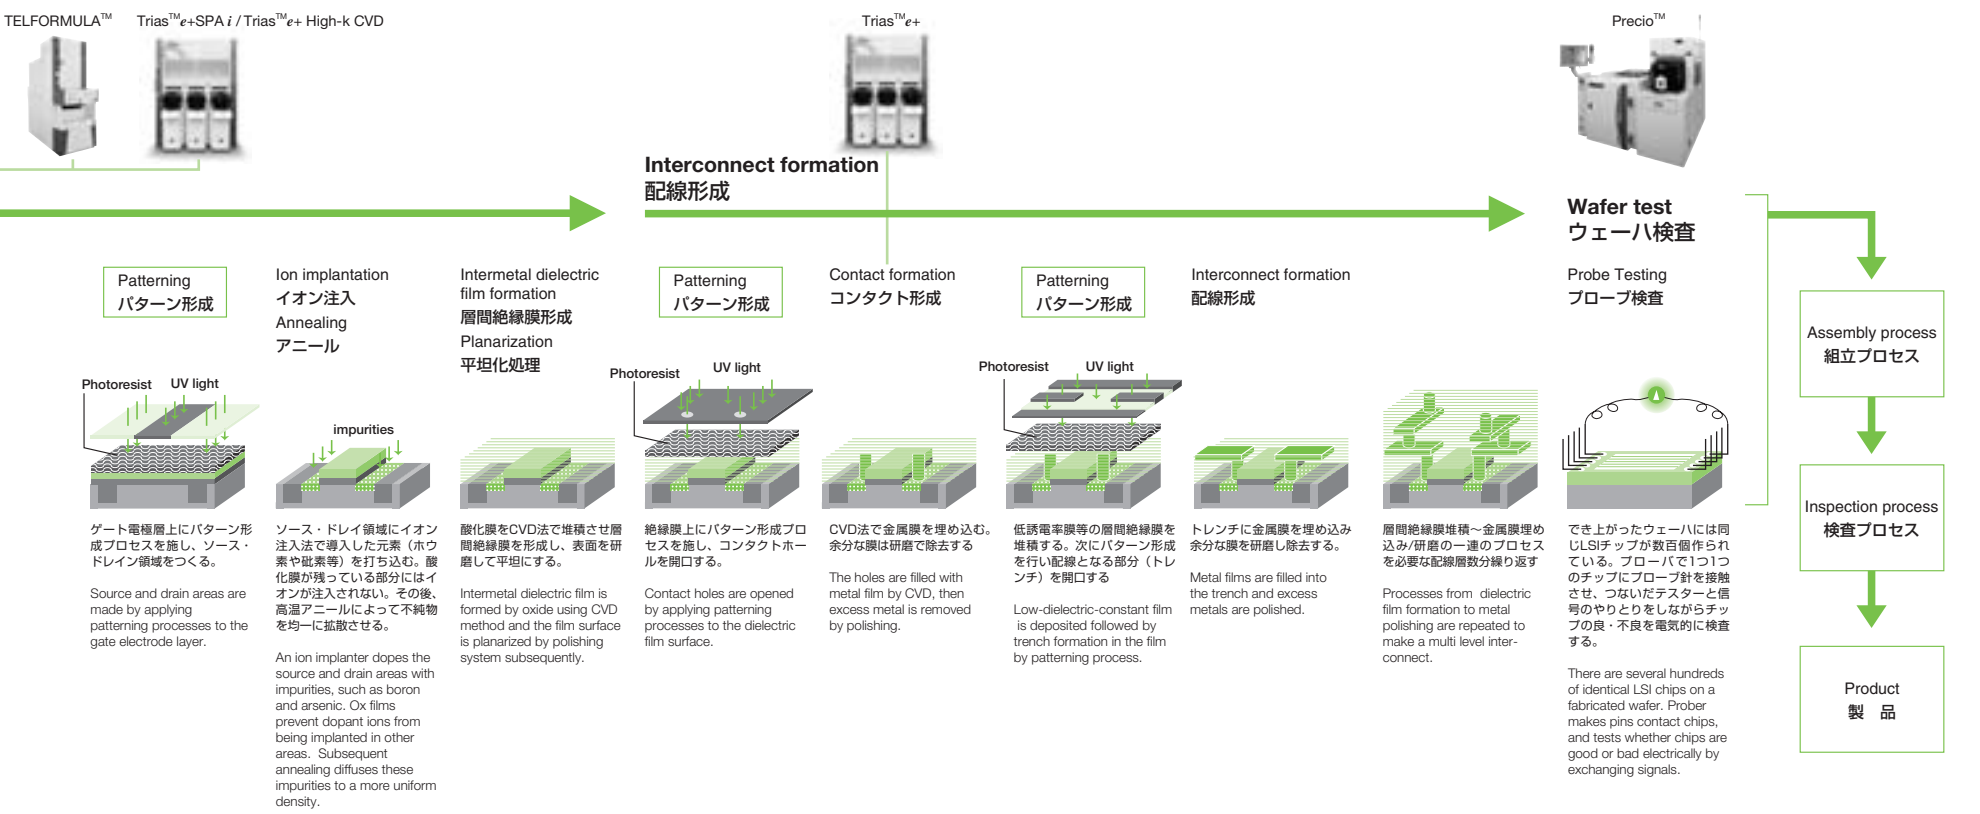 TELFORMULA™
Trias™e+SPA i / Trias™e+ High-k CVD
Trias™e+
Precio™
Interconnect formation
配線形成
Wafer test
ウェーハ検査
Patterning
パターン形成
Photoresist
UV light
ゲート電極層上にパターン形
成プロセスを施し、ソース・
ドレイン領域をつくる。
Source and drain areas are
made by applying
patterning processes to the
gate electrode layer.
Ion implantation
イオン注入
Annealing
アニール
impurities
ソース・ドレイ領域にイオン
注入法で導入した元素（ホウ
素や砒素等）を打ち込む。酸
化膜が残っている部分にはイ
オンが注入されない。その後、
高温アニールによって不純物
を均一に拡散させる。
An ion implanter dopes the
source and drain areas with
impurities, such as boron
and arsenic. Ox films
prevent dopant ions from
being implanted in other
areas. Subsequent
annealing diffuses these
impurities to a more uniform
density.
Intermetal dielectric
film formation
層間絶縁膜形成
Planarization
平坦化処理
酸化膜をCVD法で堆積させ層
間絶縁膜を形成し、表面を研
磨して平坦にする。
Intermetal dielectric film is
formed by oxide using CVD
method and the film surface
is planarized by polishing
system subsequently.
Patterning
パターン形成
Photoresist
UV light
絶縁膜上にパターン形成プロ
セスを施し、コンタクトホー
ルを開口する。
Contact holes are opened
by applying patterning
processes to the dielectric
film surface.
Contact formation
コンタクト形成
CVD法で金属膜を埋め込む。
余分な膜は研磨で除去する
The holes are filled with
metal film by CVD, then
excess metal is removed
by polishing.
Patterning
パターン形成
Photoresist
UV light
低誘電率膜等の層間絶縁膜を
堆積する。次にパターン形成
を行い配線となる部分（トレ
ンチ）を開口する
Low-dielectric-constant film
is deposited followed by
trench formation in the film
by patterning process.
Interconnect formation
配線形成
トレンチに金属膜を埋め込み
余分な膜を研磨し除去する。
Metal films are filled into
the trench and excess
metals are polished.
層間絶縁膜堆積～金属膜埋め
込み/研磨の一連のプロセス
を必要な配線層数分繰り返す
Processes from dielectric
film formation to metal
polishing are repeated to
make a multi level inter-
connect.
Probe Testing
プローブ検査
でき上がったウェーハには同
じLSIチップが数百個作られ
ている。プローバで1つ1つ
のチップにプローブ針を接触
させ、つないだテスターと信
号のやりとりをしながらチッ
プの良・不良を電気的に検査
する。
There are several hundreds
of identical LSI chips on a
fabricated wafer. Prober
makes pins contact chips,
and tests whether chips are
good or bad electrically by
exchanging signals.
Assembly process
組立プロセス
Inspection process
検査プロセス
Product
製 品